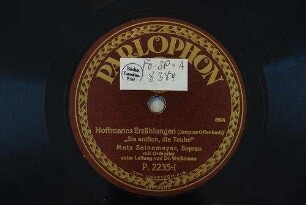 PARLOPHON
Fo-SP-A
8384
8504
Hoffmanns Erzählungen (Jacques Offenbach)
„Sie entfloh, die Taube"
Meta Seinemeyer, Sopran
mit Orchester
unter Leitung von Dr. Weißmann
P. 2235-I